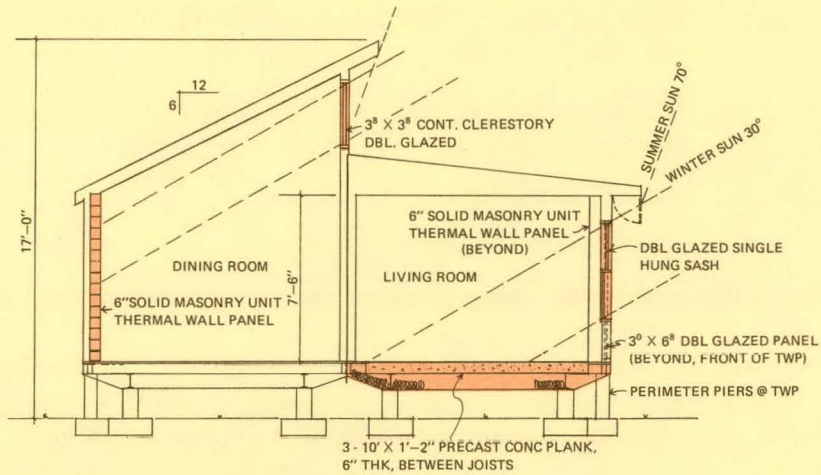 12
6
17'-0"
3⁸ X 3⁸ CONT. CLERESTORY
DBL. GLAZED
SUMMER SUN 70°
WINTER SUN 30°
6" SOLID MASONRY UNIT
THERMAL WALL PANEL
(BEYOND)
DBL GLAZED SINGLE
HUNG SASH
DINING ROOM
LIVING ROOM
7'-6"
6" SOLID MASONRY UNIT
THERMAL WALL PANEL
3⁰ X 6⁸ DBL GLAZED PANEL
(BEYOND, FRONT OF TWP)
PERIMETER PIERS @ TWP
3 - 10' X 1'-2" PRECAST CONC PLANK,
6" THK, BETWEEN JOISTS